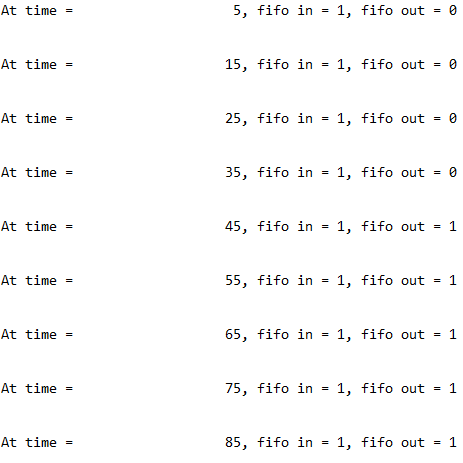 At time =                    5, fifo in = 1, fifo out = 0
At time =                   15, fifo in = 1, fifo out = 0
At time =                   25, fifo in = 1, fifo out = 0
At time =                   35, fifo in = 1, fifo out = 0
At time =                   45, fifo in = 1, fifo out = 1
At time =                   55, fifo in = 1, fifo out = 1
At time =                   65, fifo in = 1, fifo out = 1
At time =                   75, fifo in = 1, fifo out = 1
At time =                   85, fifo in = 1, fifo out = 1